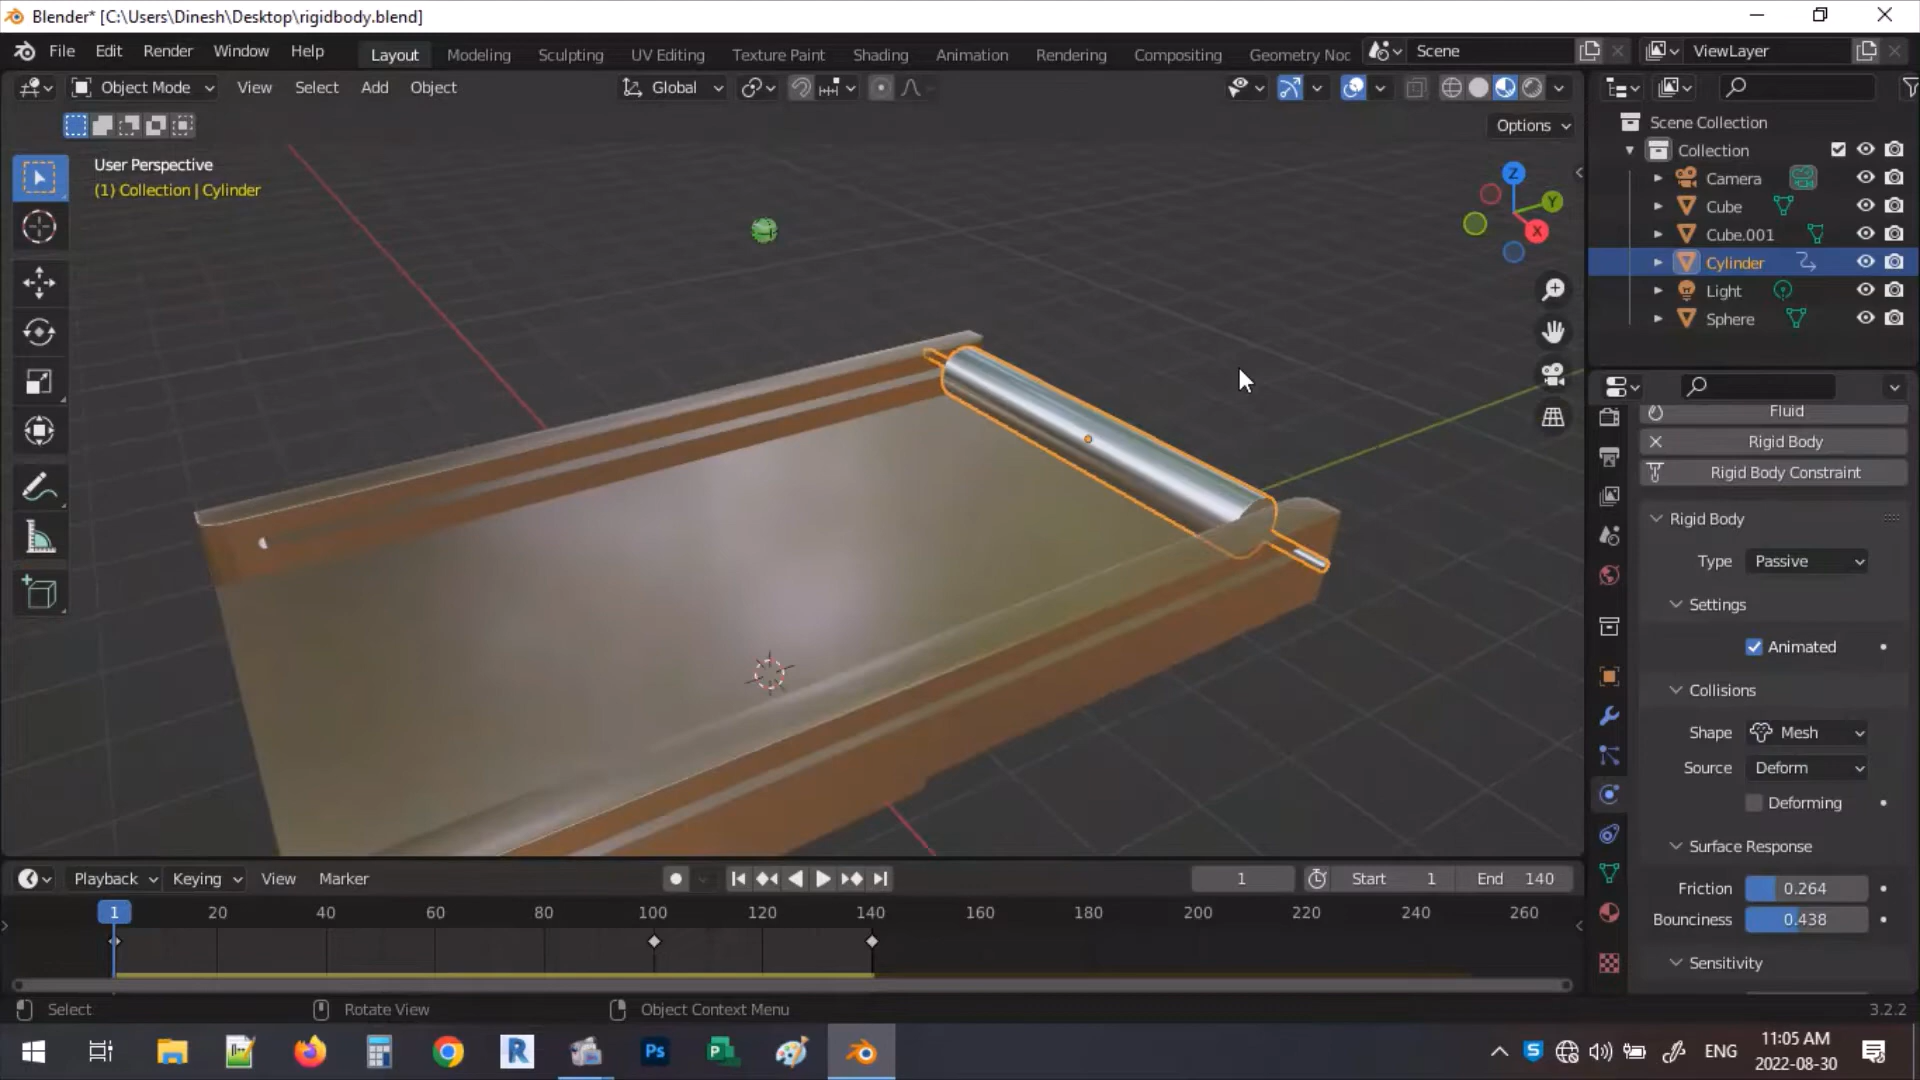 Blender* [C:\Users\Dinesh\Desktop\rigidbody.blend]
File Edit Render Window Help Layout Modeling Sculpting UV Editing Texture Paint Shading Animation Rendering Compositing Geometry Noc Scene ViewLayer
Object Mode View Select Add Object Global
Options
User Perspective
(1) Collection | Cylinder
Z
Y
X
Scene Collection
Collection
Camera
Cube
Cube.001
Cylinder
Light
Sphere
Fluid
Rigid Body
Rigid Body Constraint
Rigid Body
Type Passive
Settings
Animated
Collisions
Shape Mesh
Source Deform
Deforming
Surface Response
Friction 0.264
Bounciness 0.438
Sensitivity
Playback Keying View Marker 1 Start 1 End 140
1 20 40 60 80 100 120 140 160 180 200 220 240 260
Select Rotate View Object Context Menu 3.2.2
R Ps P S ENG 11:05 AM
2022-08-30